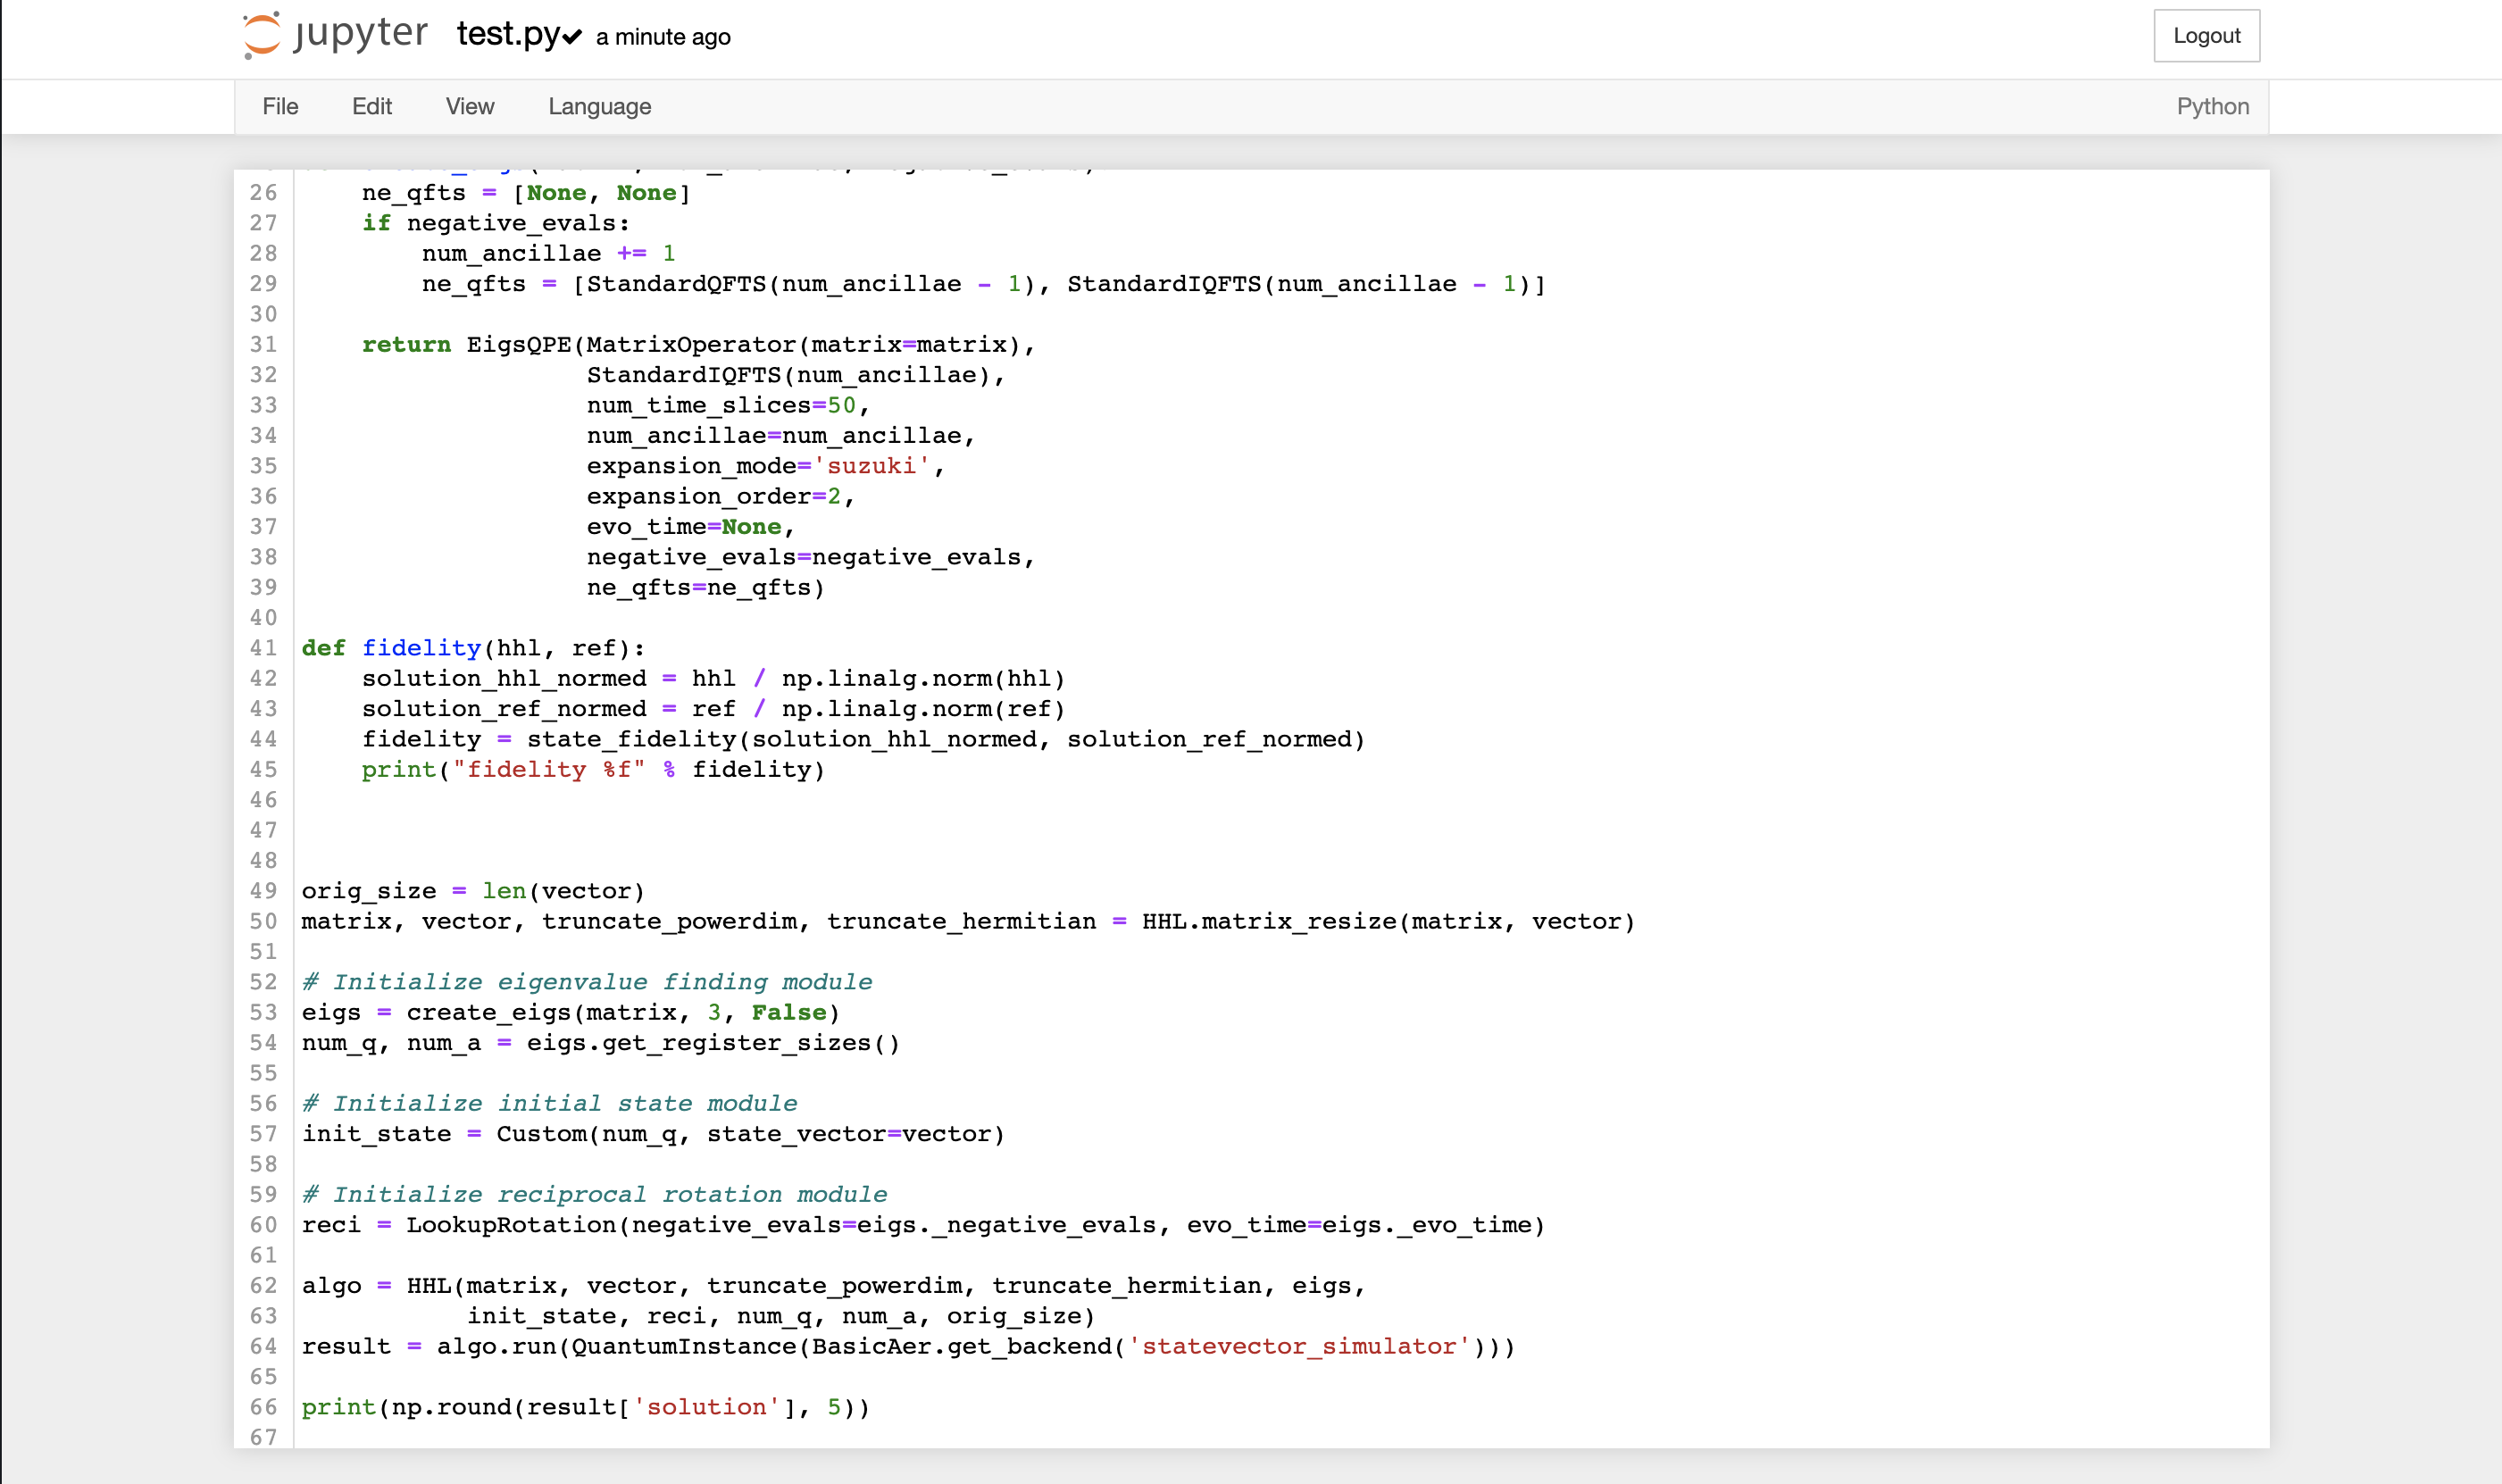 jupyter test.py✔ a minute ago Logout
File Edit View Language Python
26     ne_qfts = [None, None]
27     if negative_evals:
28         num_ancillae += 1
29         ne_qfts = [StandardQFTS(num_ancillae - 1), StandardIQFTS(num_ancillae - 1)]
30
31     return EigsQPE(MatrixOperator(matrix=matrix),
32                    StandardIQFTS(num_ancillae),
33                    num_time_slices=50,
34                    num_ancillae=num_ancillae,
35                    expansion_mode='suzuki',
36                    expansion_order=2,
37                    evo_time=None,
38                    negative_evals=negative_evals,
39                    ne_qfts=ne_qfts)
40
41 def fidelity(hhl, ref):
42     solution_hhl_normed = hhl / np.linalg.norm(hhl)
43     solution_ref_normed = ref / np.linalg.norm(ref)
44     fidelity = state_fidelity(solution_hhl_normed, solution_ref_normed)
45     print("fidelity %f" % fidelity)
46
47
48
49 orig_size = len(vector)
50 matrix, vector, truncate_powerdim, truncate_hermitian = HHL.matrix_resize(matrix, vector)
51
52 # Initialize eigenvalue finding module
53 eigs = create_eigs(matrix, 3, False)
54 num_q, num_a = eigs.get_register_sizes()
55
56 # Initialize initial state module
57 init_state = Custom(num_q, state_vector=vector)
58
59 # Initialize reciprocal rotation module
60 reci = LookupRotation(negative_evals=eigs._negative_evals, evo_time=eigs._evo_time)
61
62 algo = HHL(matrix, vector, truncate_powerdim, truncate_hermitian, eigs,
63            init_state, reci, num_q, num_a, orig_size)
64 result = algo.run(QuantumInstance(BasicAer.get_backend('statevector_simulator')))
65
66 print(np.round(result['solution'], 5))
67